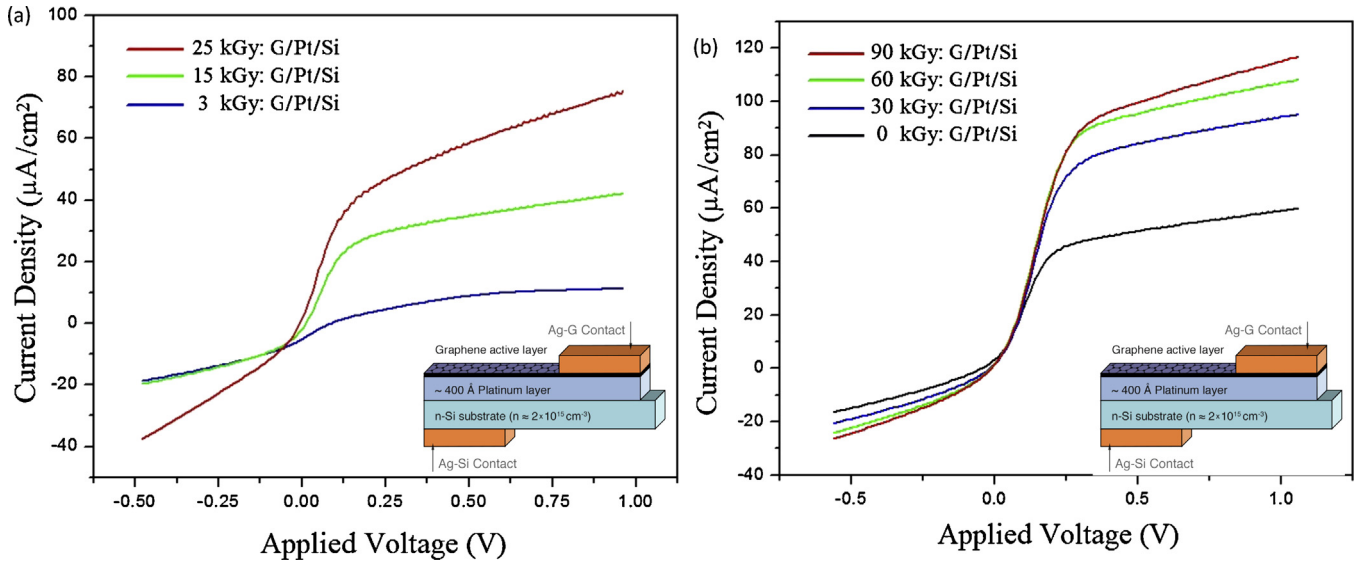 (a)
100
80
60
40
20
0
-20
-40
Current Density (µA/cm²)
25 kGy: G/Pt/Si
15 kGy: G/Pt/Si
3 kGy: G/Pt/Si
Ag-G Contact
Graphene active layer
~ 400 Å Platinum layer
n-Si substrate (n ≈ 2×10¹⁵cm⁻³)
Ag-Si Contact
-0.50 -0.25 0.00 0.25 0.50 0.75 1.00
Applied Voltage (V)
(b)
120
100
80
60
40
20
0
-20
-40
Current Density (µA/cm²)
90 kGy: G/Pt/Si
60 kGy: G/Pt/Si
30 kGy: G/Pt/Si
0 kGy: G/Pt/Si
Ag-G Contact
Graphene active layer
~ 400 Å Platinum layer
n-Si substrate (n ≈ 2×10¹⁵cm⁻³)
Ag-Si Contact
-0.5 0.0 0.5 1.0
Applied Voltage (V)